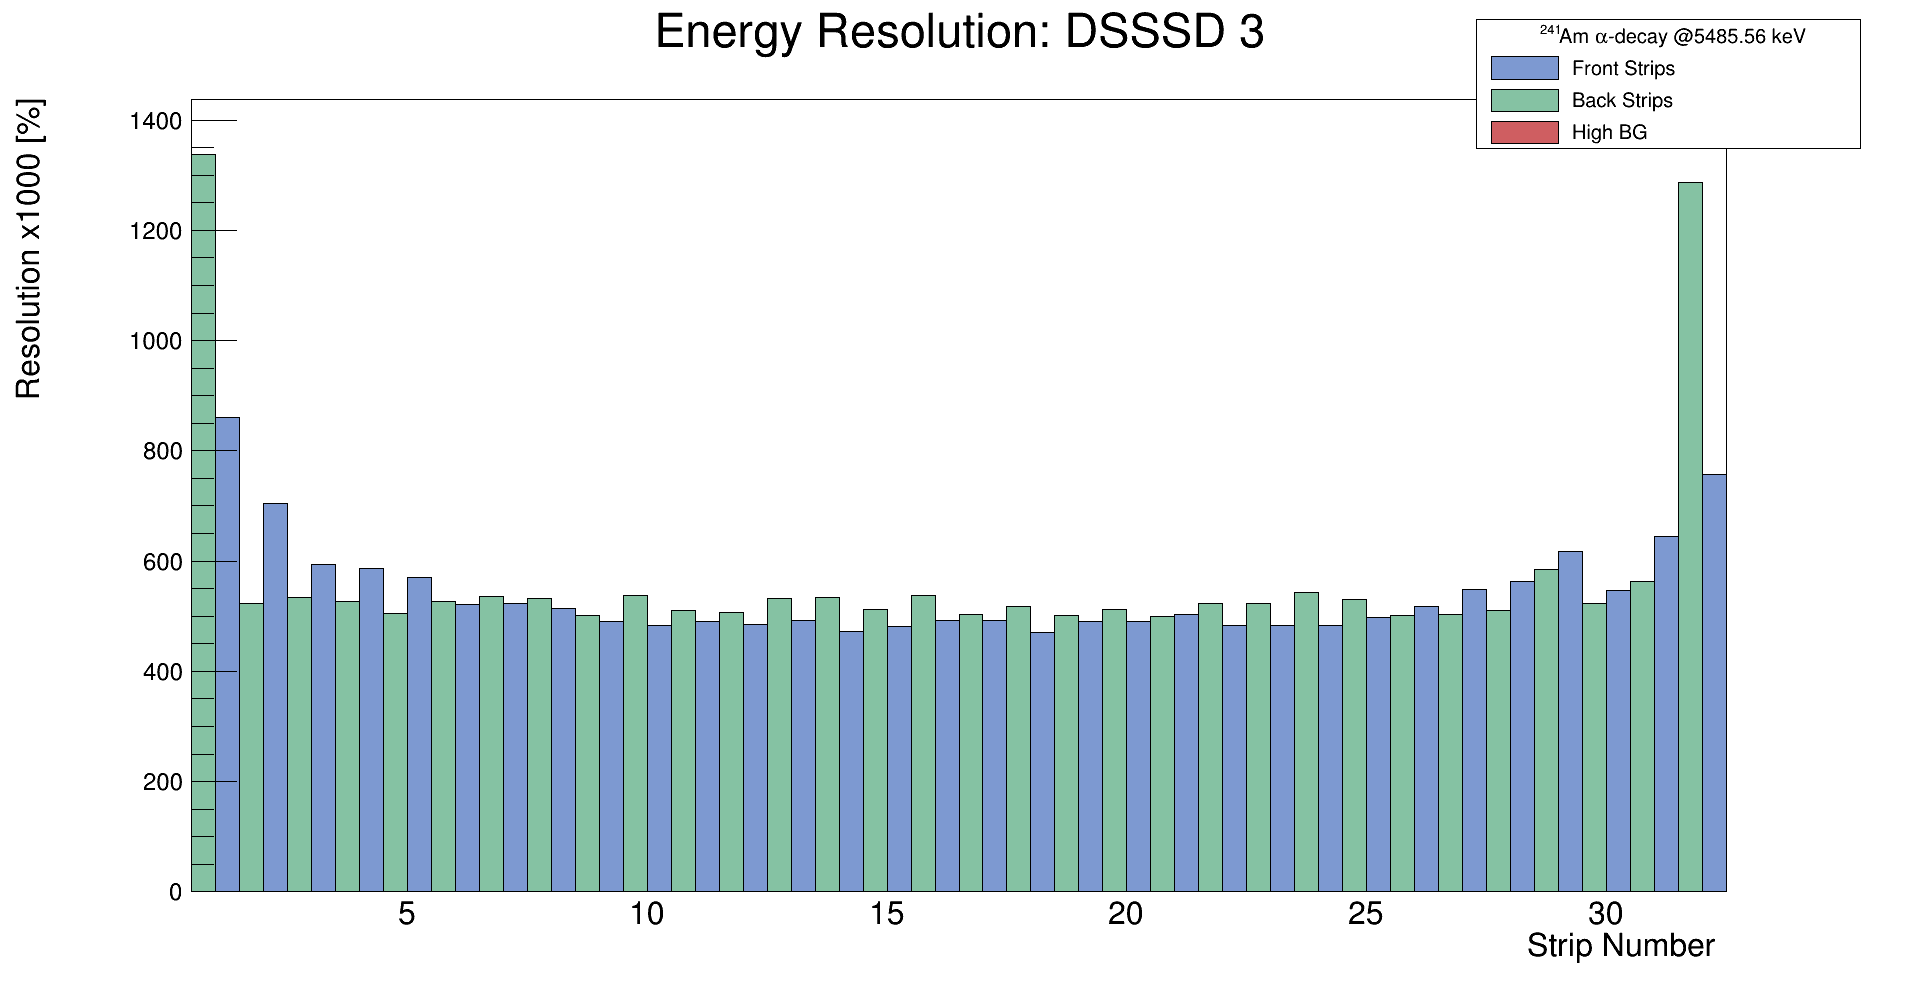 Energy Resolution: DSSSD 3
²⁴¹Am α-decay @5485.56 keV
Front Strips
Back Strips
High BG
Resolution x1000 [%]
1400
1200
1000
800
600
400
200
0
5 10 15 20 25 30
Strip Number